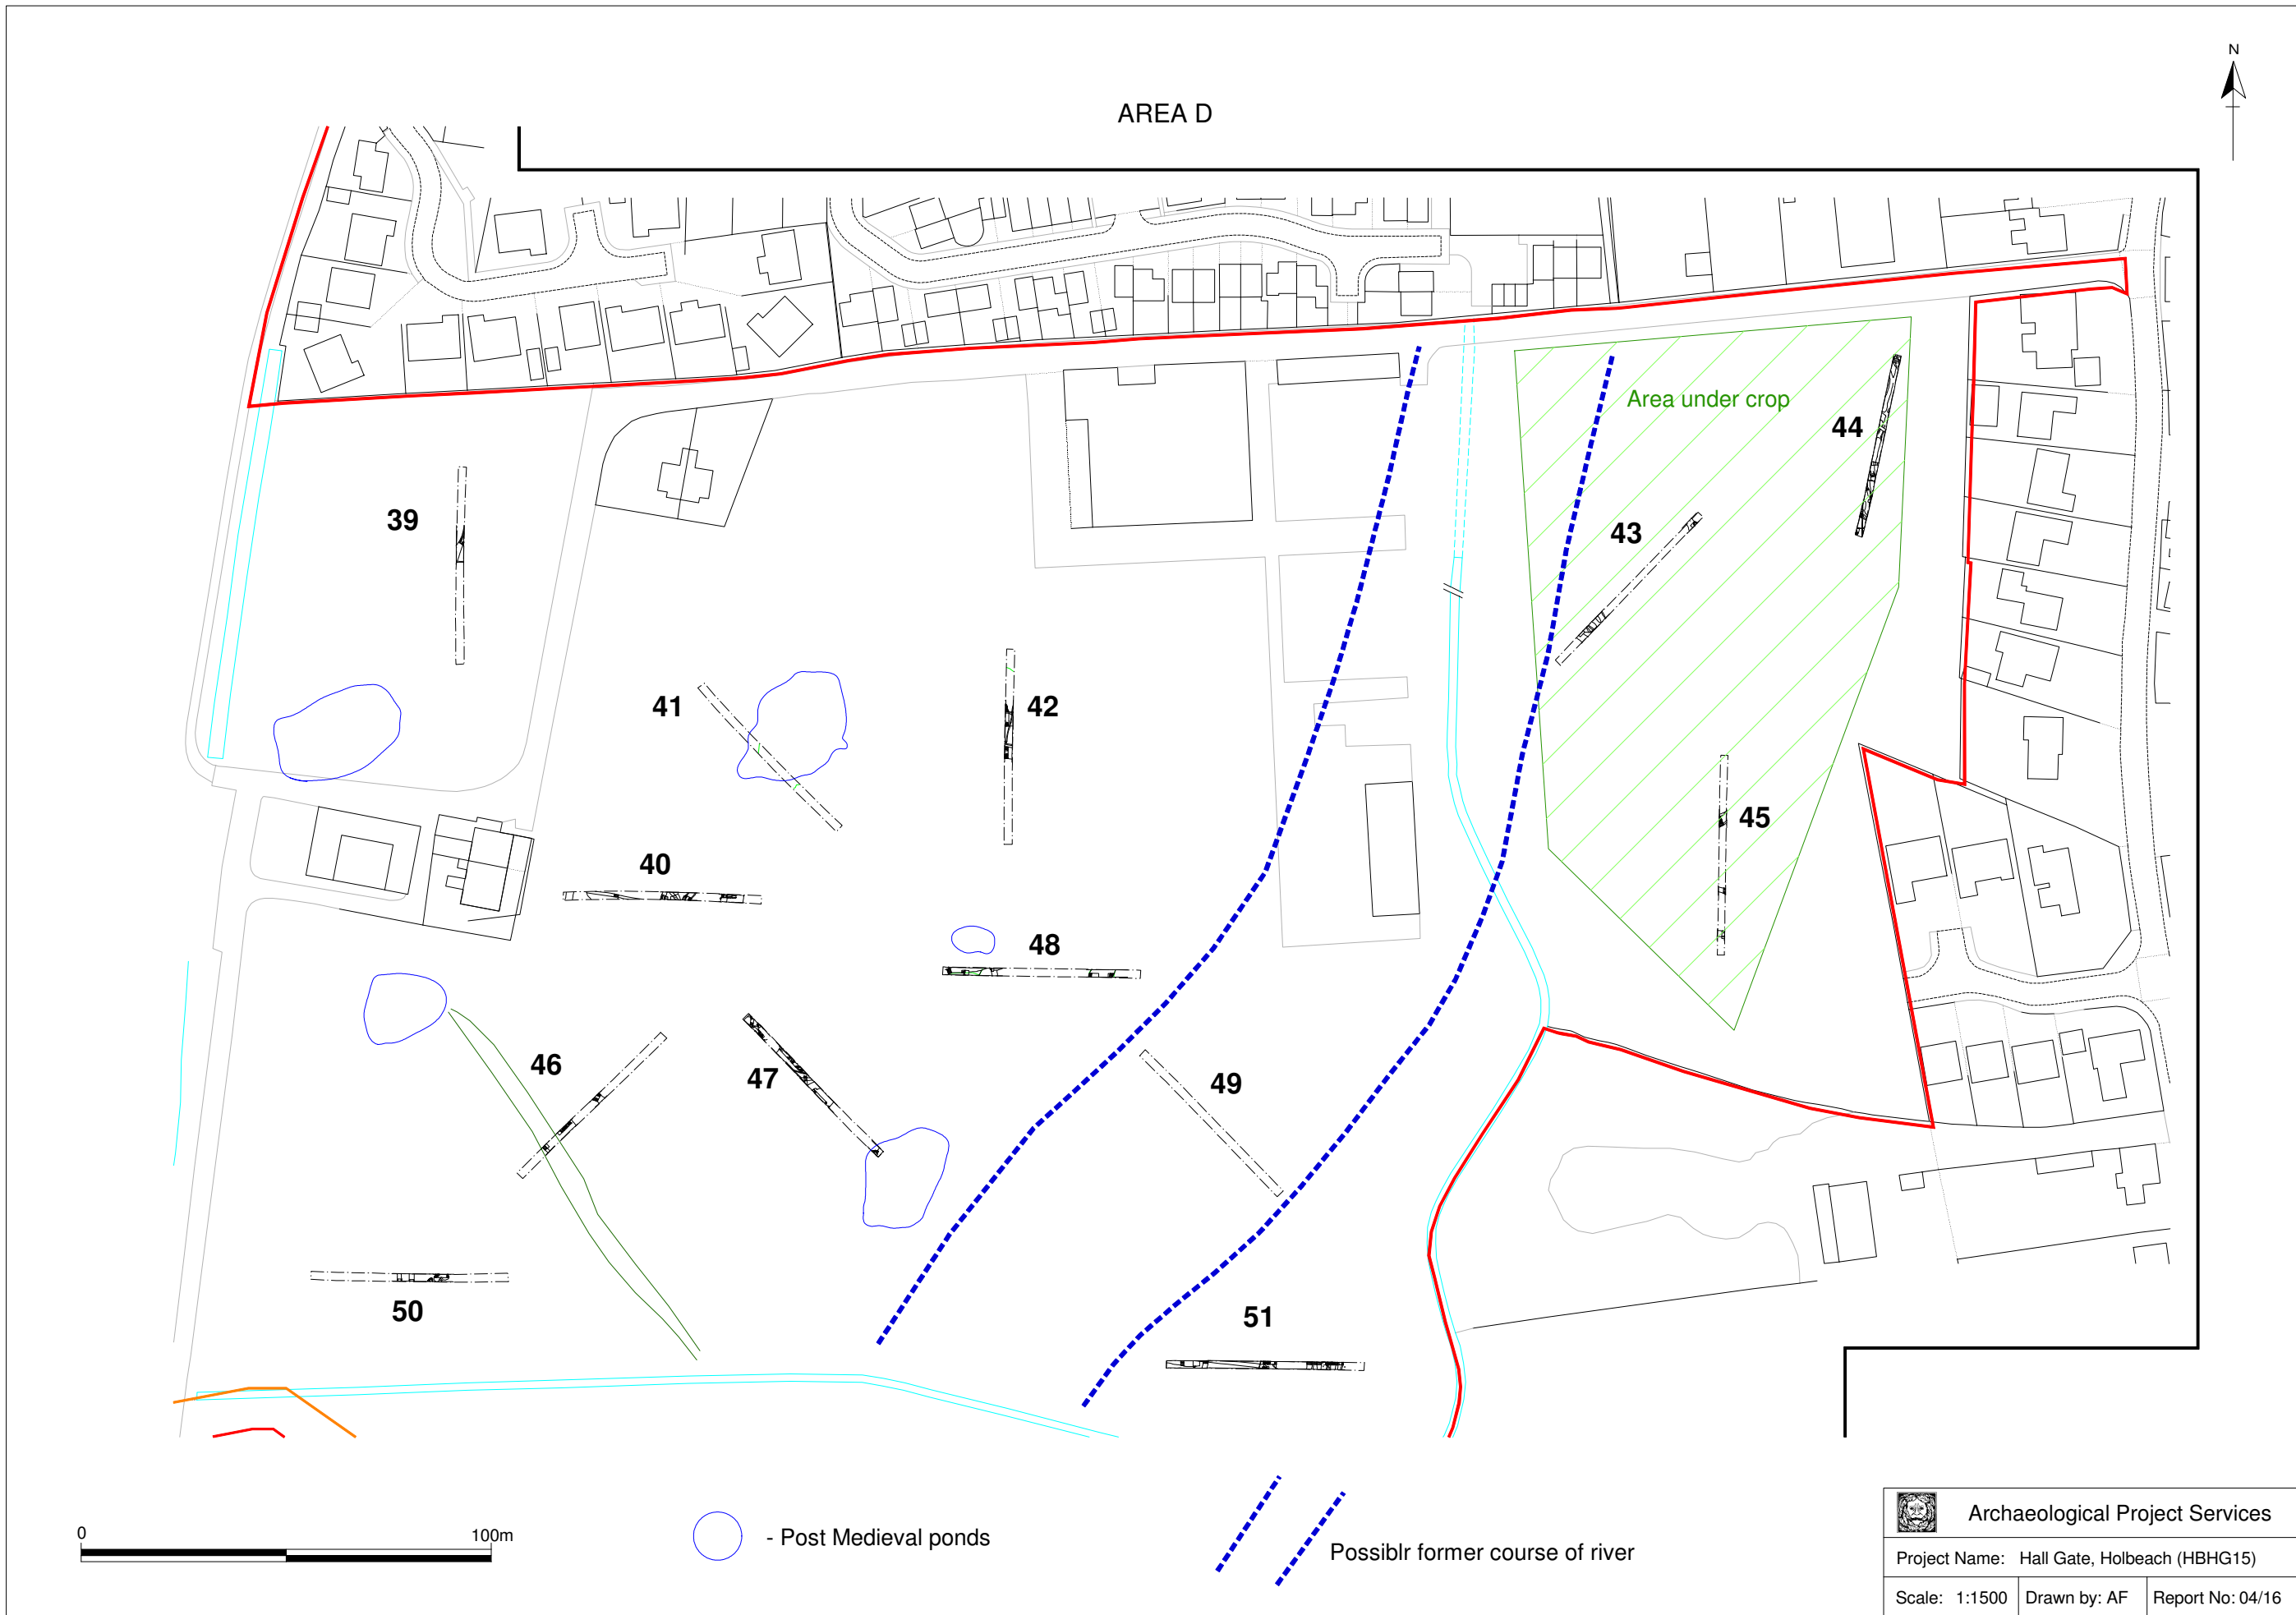 N
AREA D
Area under crop
44
39
43
41
42
45
40
48
46
47
49
50
51
0
100m
- Post Medieval ponds
Possiblr former course of river
Archaeological Project Services
Project Name: Hall Gate, Holbeach (HBHG15)
Scale: 1:1500 Drawn by: AF Report No: 04/16